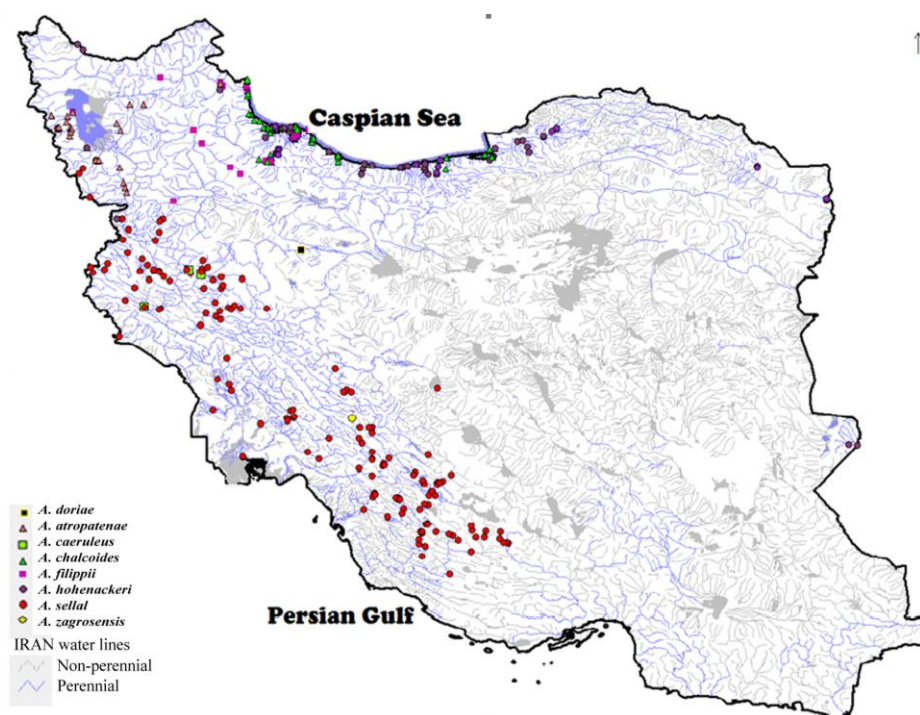 Caspian Sea
Persian Gulf
A. doriae
A. atropatenae
A. caeruleus
A. chalcoides
A. filippii
A. hohenackeri
A. sellal
A. zagrosensis
IRAN water lines
Non-perennial
Perennial